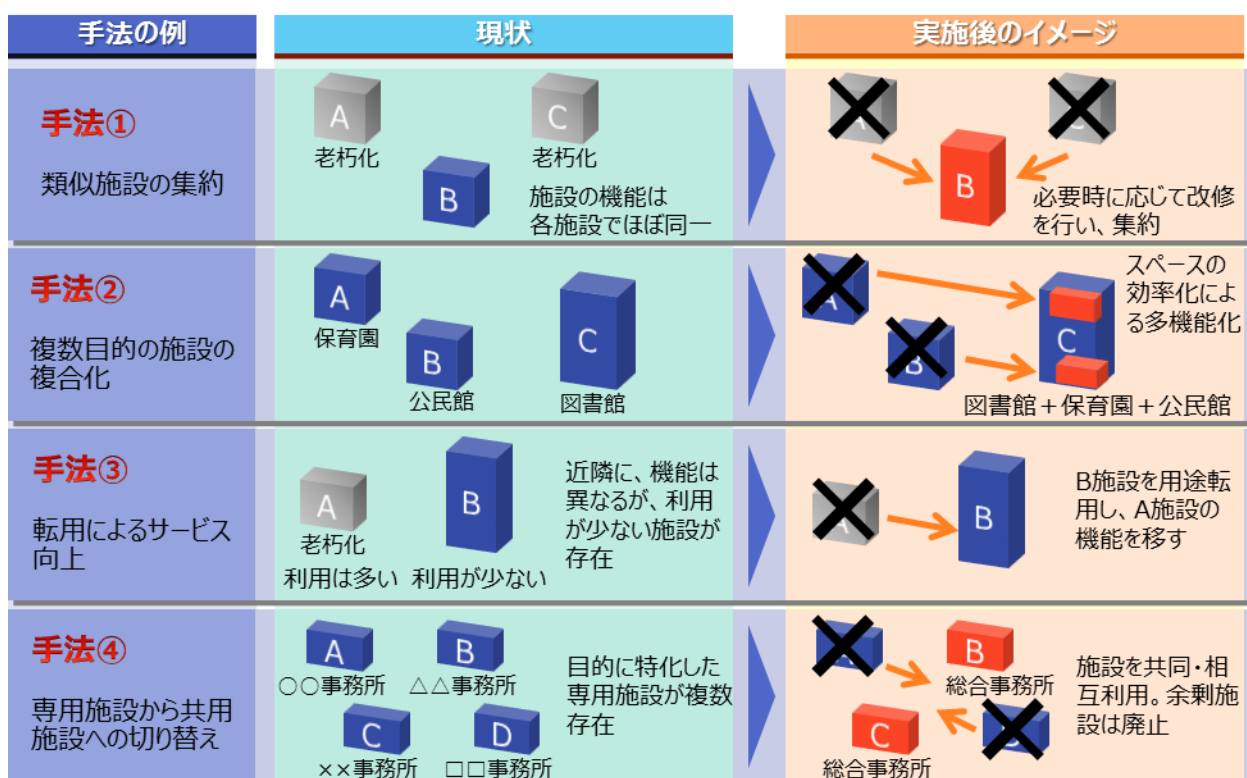 手法の例
現状
実施後のイメージ
手法①
類似施設の集約
A
老朽化
C
老朽化
B
施設の機能は
各施設でほぼ同一
B
必要時に応じて改修
を行い、集約
手法②
複数目的の施設の
複合化
A
保育園
B
公民館
C
図書館
A
B
C
スペースの
効率化によ
る多機能化
図書館+保育園+公民館
手法③
転用によるサービス
向上
A
老朽化
利用は多い
B
利用が少ない
近隣に、機能は
異なるが、利用
が少ない施設が
存在
A
B
B施設を用途転
用し、A施設の
機能を移す
手法④
専用施設から共用
施設への切り替え
A
○○事務所
B
△△事務所
C
××事務所
D
□□事務所
目的に特化した
専用施設が複数
存在
B
総合事務所
C
総合事務所
施設を共同・相
互利用。余剰施
設は廃止